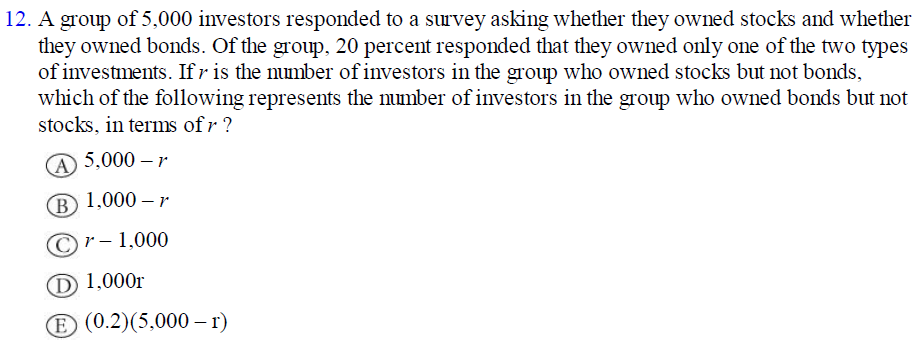 12. A group of 5,000 investors responded to a survey asking whether they owned stocks and whether
they owned bonds. Of the group, 20 percent responded that they owned only one of the two types
of investments. If r is the number of investors in the group who owned stocks but not bonds,
which of the following represents the number of investors in the group who owned bonds but not
stocks, in terms of r ?
A 5,000 – r
B 1,000 – r
C r – 1,000
D 1,000r
E (0.2)(5,000 – r)